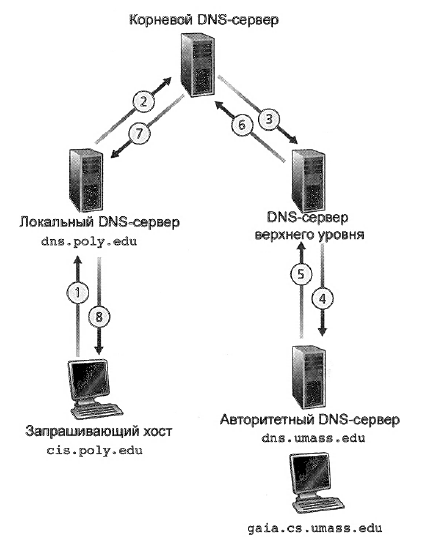 Корневой DNS-сервер
2
3
7
6
Локальный DNS-сервер
dns.poly.edu
DNS-сервер
верхнего уровня
1
8
5
4
Запрашивающий хост
cis.poly.edu
Авторитетный DNS-сервер
dns.umass.edu
gaia.cs.umass.edu